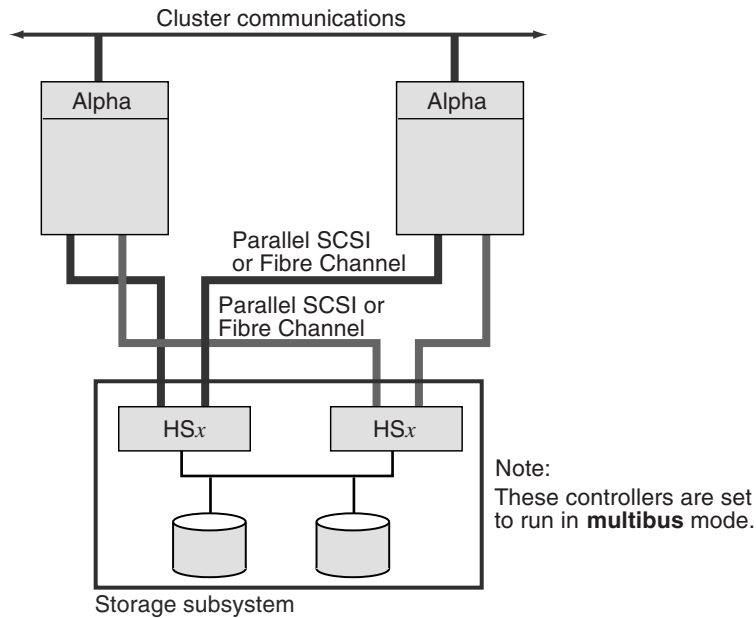 Cluster communications
Alpha
Alpha
Parallel SCSI
or Fibre Channel
Parallel SCSI or
Fibre Channel
HSx
HSx
Note:
These controllers are set
to run in multibus mode.
Storage subsystem